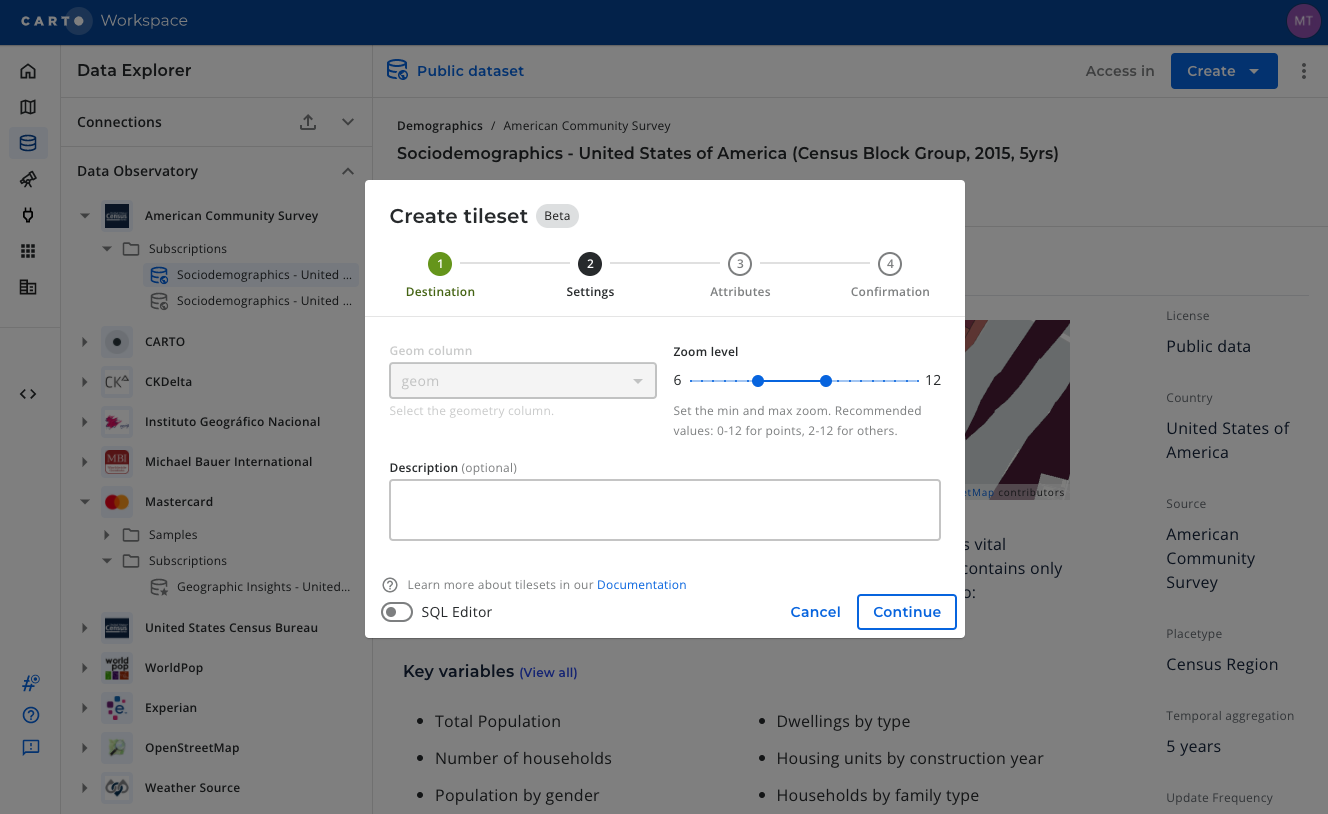 CARTO Workspace
MT
Data Explorer
Public dataset
Access in
Create
Connections
Demographics / American Community Survey
Sociodemographics - United States of America (Census Block Group, 2015, 5yrs)
Data Observatory
American Community Survey
Subscriptions
Sociodemographics - United ...
Sociodemographics - United ...
CARTO
CKDelta
Instituto Geográfico Nacional
MBI
Michael Bauer International
Mastercard
Samples
Subscriptions
Geographic Insights - United...
United States Census Bureau
world pop
WorldPop
Experian
OpenStreetMap
Weather Source
Create tileset Beta
1 2 3 4
Destination Settings Attributes Confirmation
Geom column
geom
Select the geometry column.
Zoom level
6 12
Set the min and max zoom. Recommended
values: 0-12 for points, 2-12 for others.
Description (optional)
Learn more about tilesets in our Documentation
SQL Editor
Cancel
Continue
etMap contributors
s vital
contains only
o:
Key variables (View all)
Total Population
Number of households
Population by gender
Dwellings by type
Housing units by construction year
Households by family type
License
Public data
Country
United States of
America
Source
American
Community
Survey
Placetype
Census Region
Temporal aggregation
5 years
Update Frequency